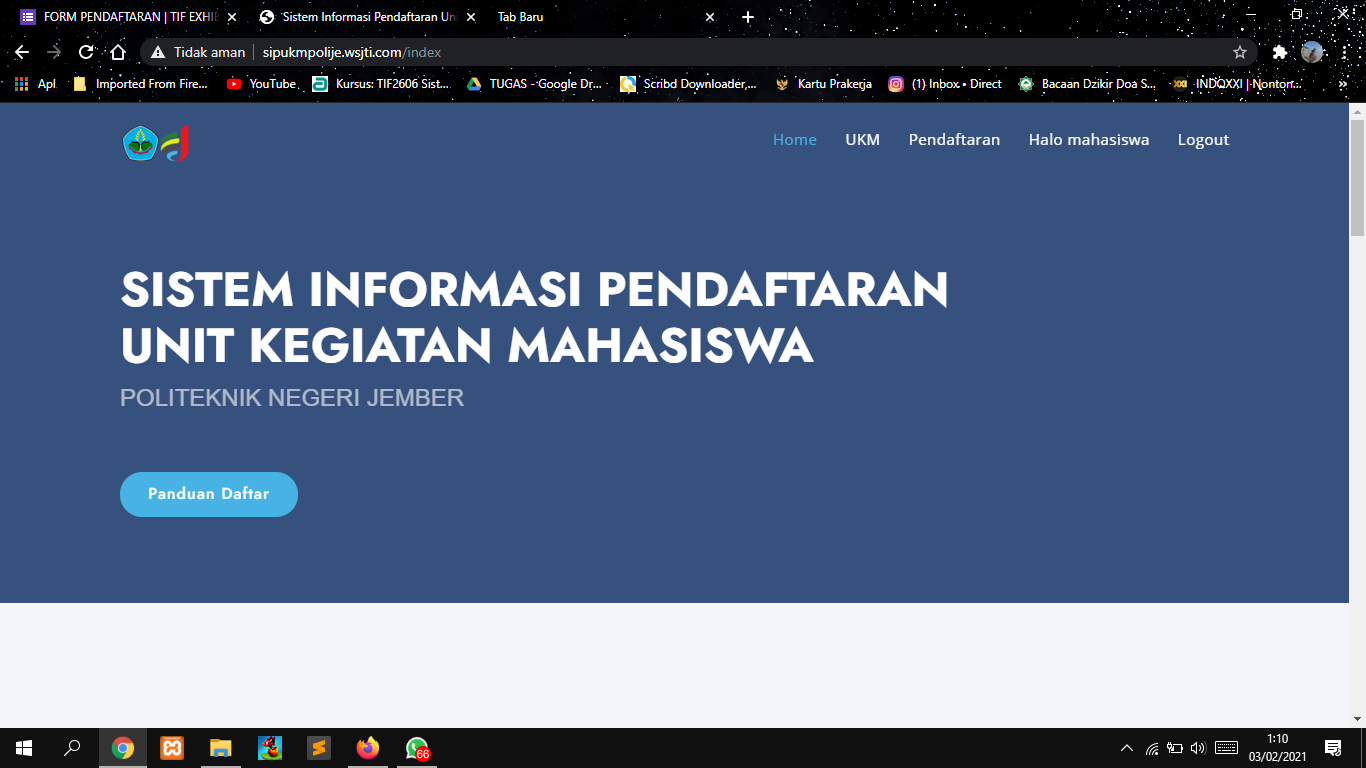 FORM PENDAFTARAN | TIF EXHIE
Sistem Informasi Pendaftaran Un
Tab Baru
Tidak aman
sipukmpolije.wsjti.com/index
Apl
Imported From Fire...
YouTube
Kursus: TIF2606 Sist...
TUGAS - Google Dr...
Scribd Downloader,...
Kartu Prakerja
(1) Inbox • Direct
Bacaan Dzikir Doa S...
INDOXXI | Nonton...
Home
UKM
Pendaftaran
Halo mahasiswa
Logout
SISTEM INFORMASI PENDAFTARAN
UNIT KEGIATAN MAHASISWA
POLITEKNIK NEGERI JEMBER
Panduan Daftar
66
1:10
03/02/2021